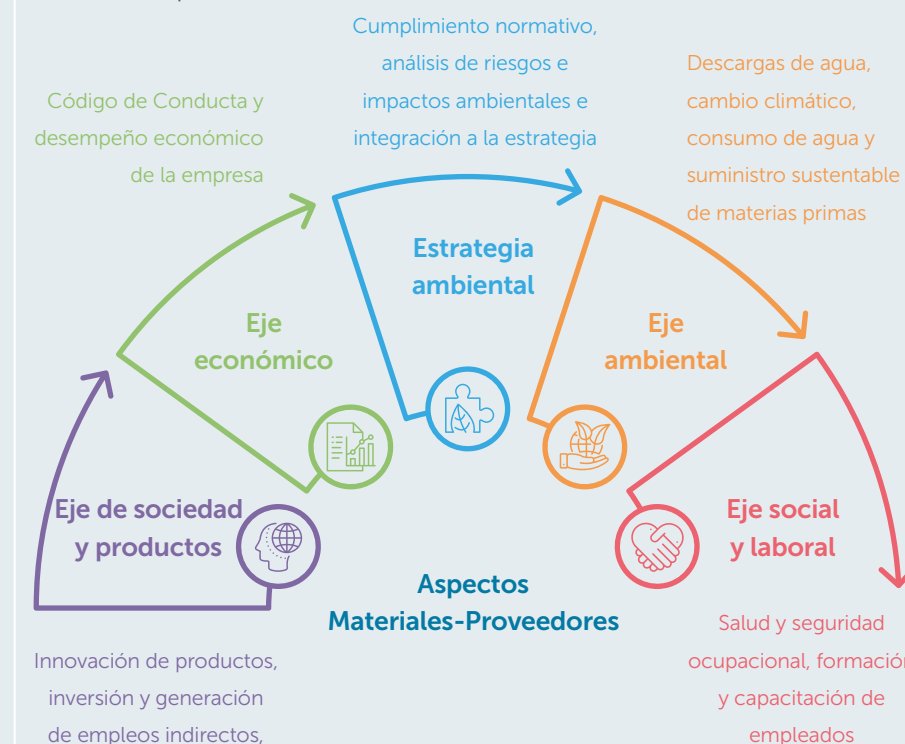 Cumplimiento normativo,
análisis de riesgos e
impactos ambientales e
integración a la estrategia
Código de Conducta y
desempeño económico
de la empresa
Descargas de agua,
cambio climático,
consumo de agua y
suministro sustentable
de materias primas
Estrategia
ambiental
Eje
económico
Eje
ambiental
Eje de sociedad
y productos
Eje social
y laboral
Aspectos
Materiales-Proveedores
Innovación de productos,
inversión y generación
de empleos indirectos,
Salud y seguridad
ocupacional, formación
y capacitación de
empleados